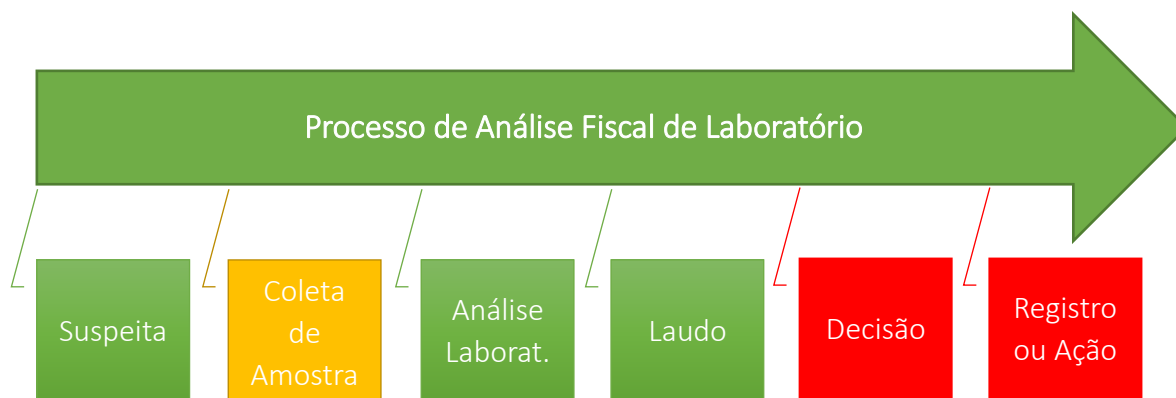 Processo de Análise Fiscal de Laboratório
Suspeita
Coleta
de
Amostra
Análise
Laborat.
Laudo
Decisão
Registro
ou Ação